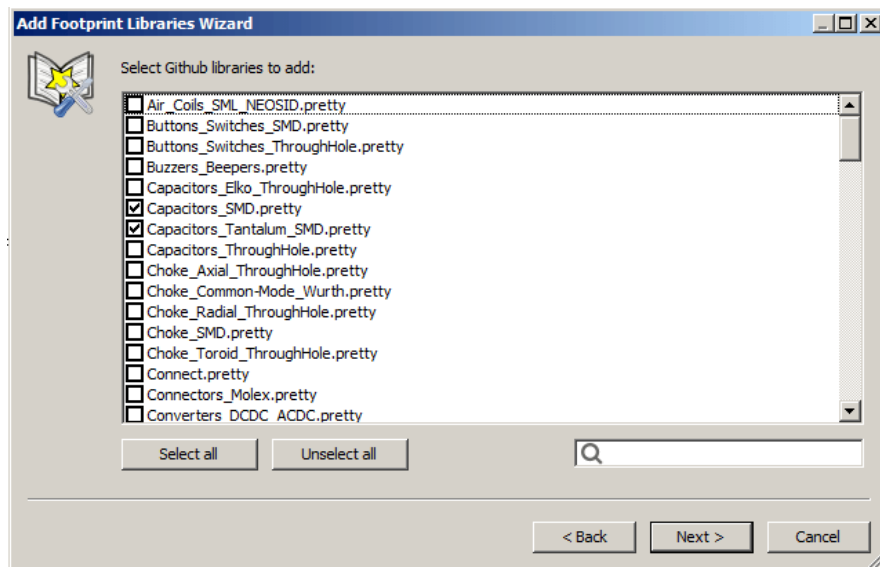 Add Footprint Libraries Wizard
Select Github libraries to add:
Air_Coils_SML_NEOSID.pretty
Buttons_Switches_SMD.pretty
Buttons_Switches_ThroughHole.pretty
Buzzers_Beepers.pretty
Capacitors_Elko_ThroughHole.pretty
Capacitors_SMD.pretty
Capacitors_Tantalum_SMD.pretty
Capacitors_ThroughHole.pretty
Choke_Axial_ThroughHole.pretty
Choke_Common-Mode_Wurth.pretty
Choke_Radial_ThroughHole.pretty
Choke_SMD.pretty
Choke_Toroid_ThroughHole.pretty
Connect.pretty
Connectors_Molex.pretty
Converters_DCDC_ACDC.pretty
Select all Unselect all
< Back Next > Cancel